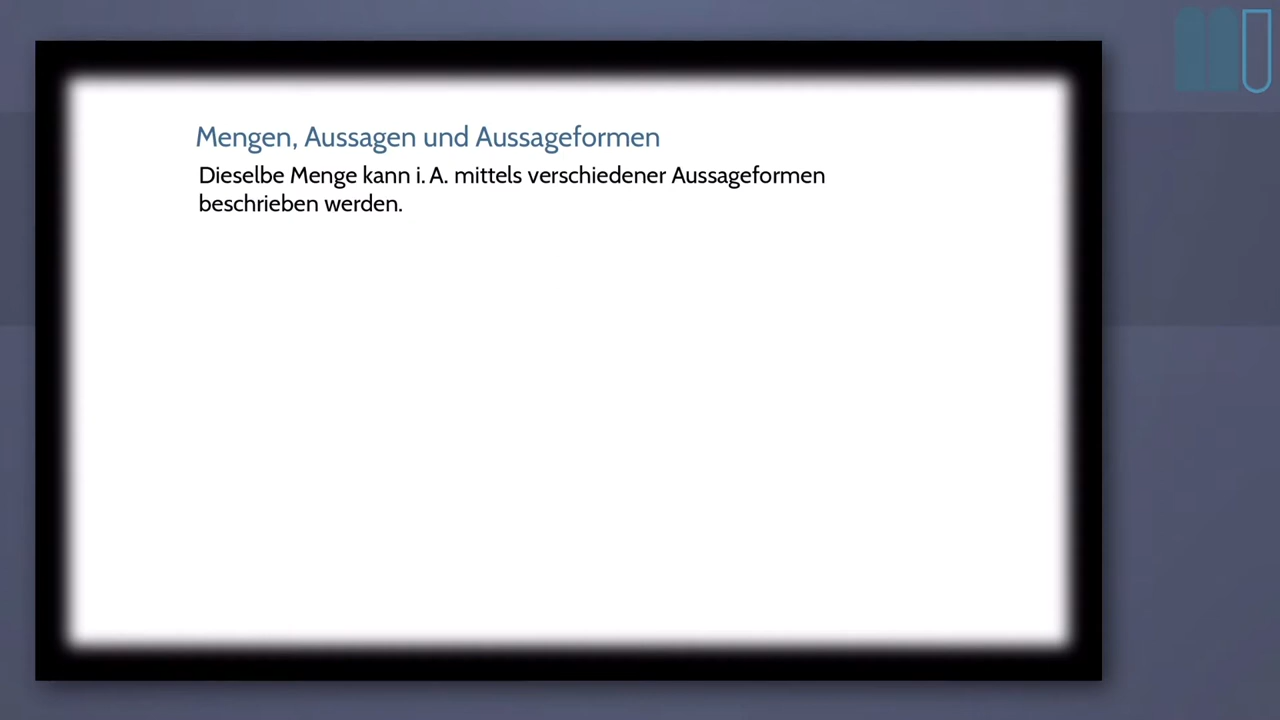 Mengen, Aussagen und Aussageformen
Dieselbe Menge kann i. A. mittels verschiedener Aussageformen
beschrieben werden.